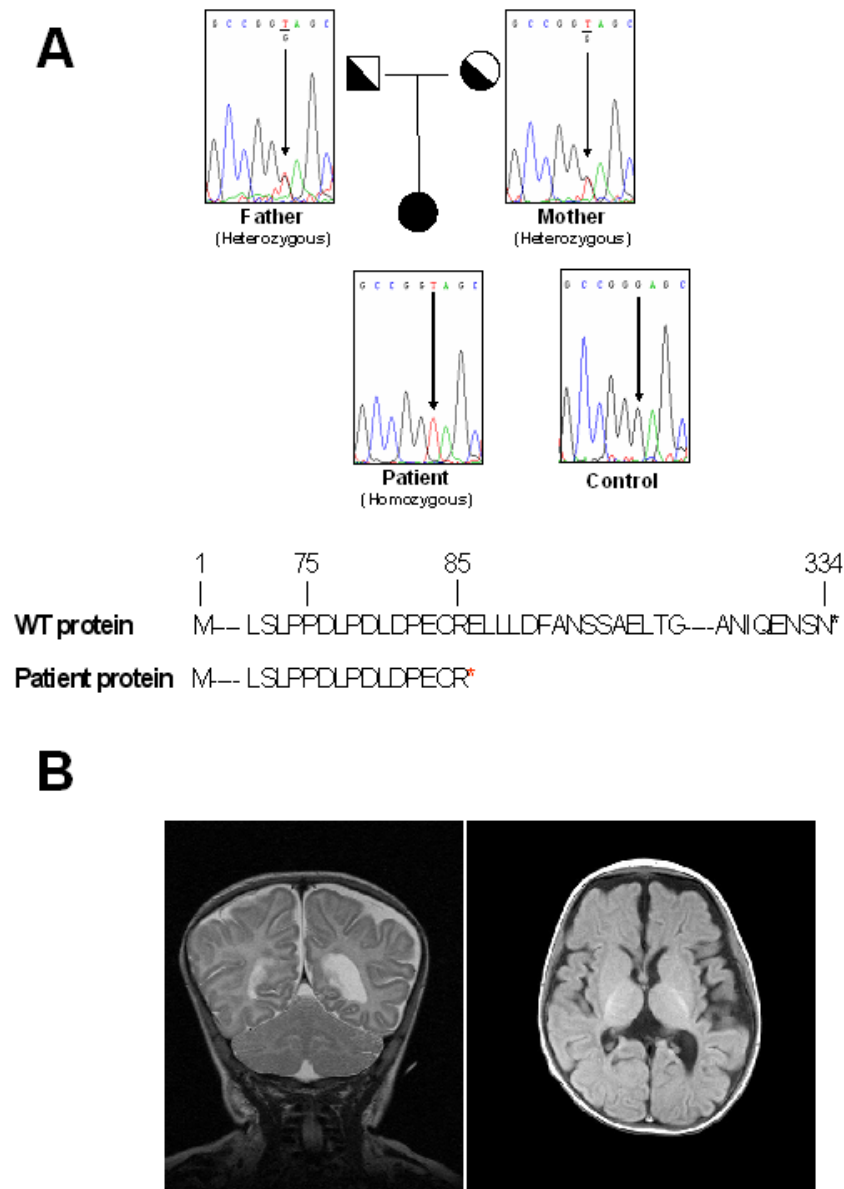 A
G C C G G T A G C
G
G C C G G T A G C
G
Father
(Heterozygous)
Mother
(Heterozygous)
G C C G G T A G C
G C C G G G A G C
Patient
(Homozygous)
Control
1 75 85 334
WT protein M---LSLPPDLPDLDPECRELLLDFANSSAELTG---ANIQENSN*
Patient protein M---LSLPPDLPDLDPECR*
B